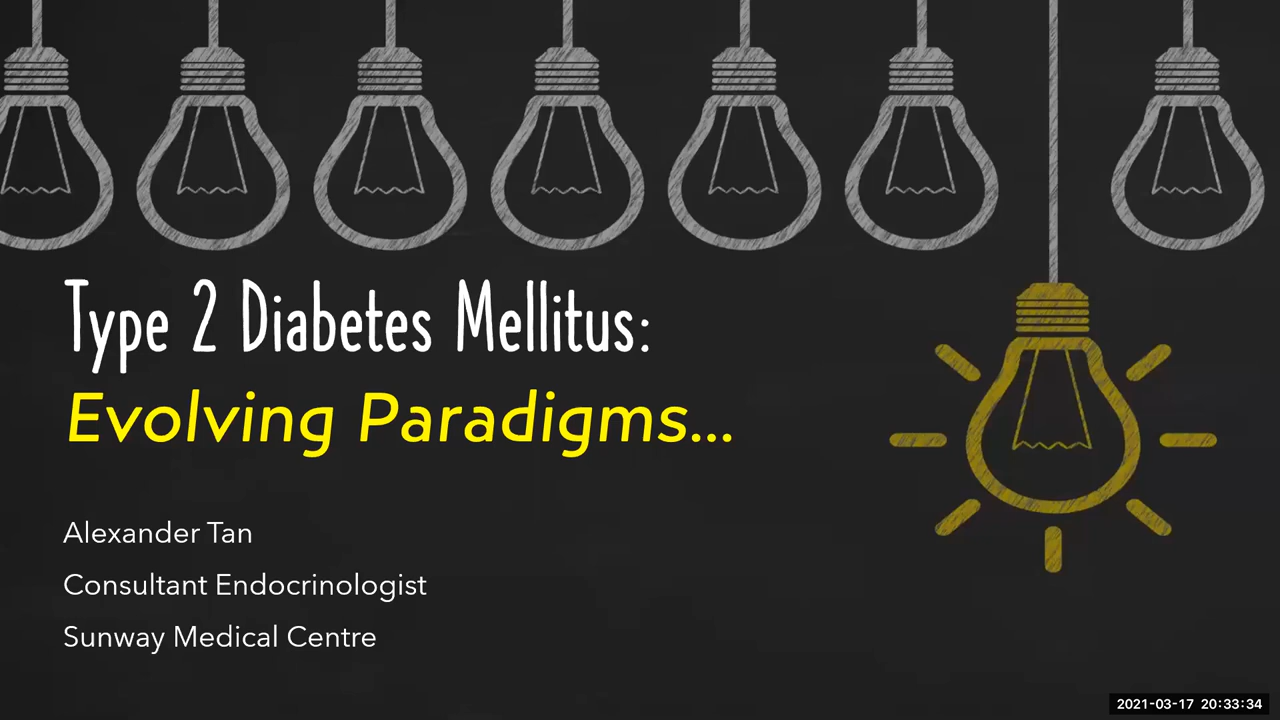 Type 2 Diabetes Mellitus:
Evolving Paradigms...
Alexander Tan
Consultant Endocrinologist
Sunway Medical Centre
2021-03-17 20:33:34